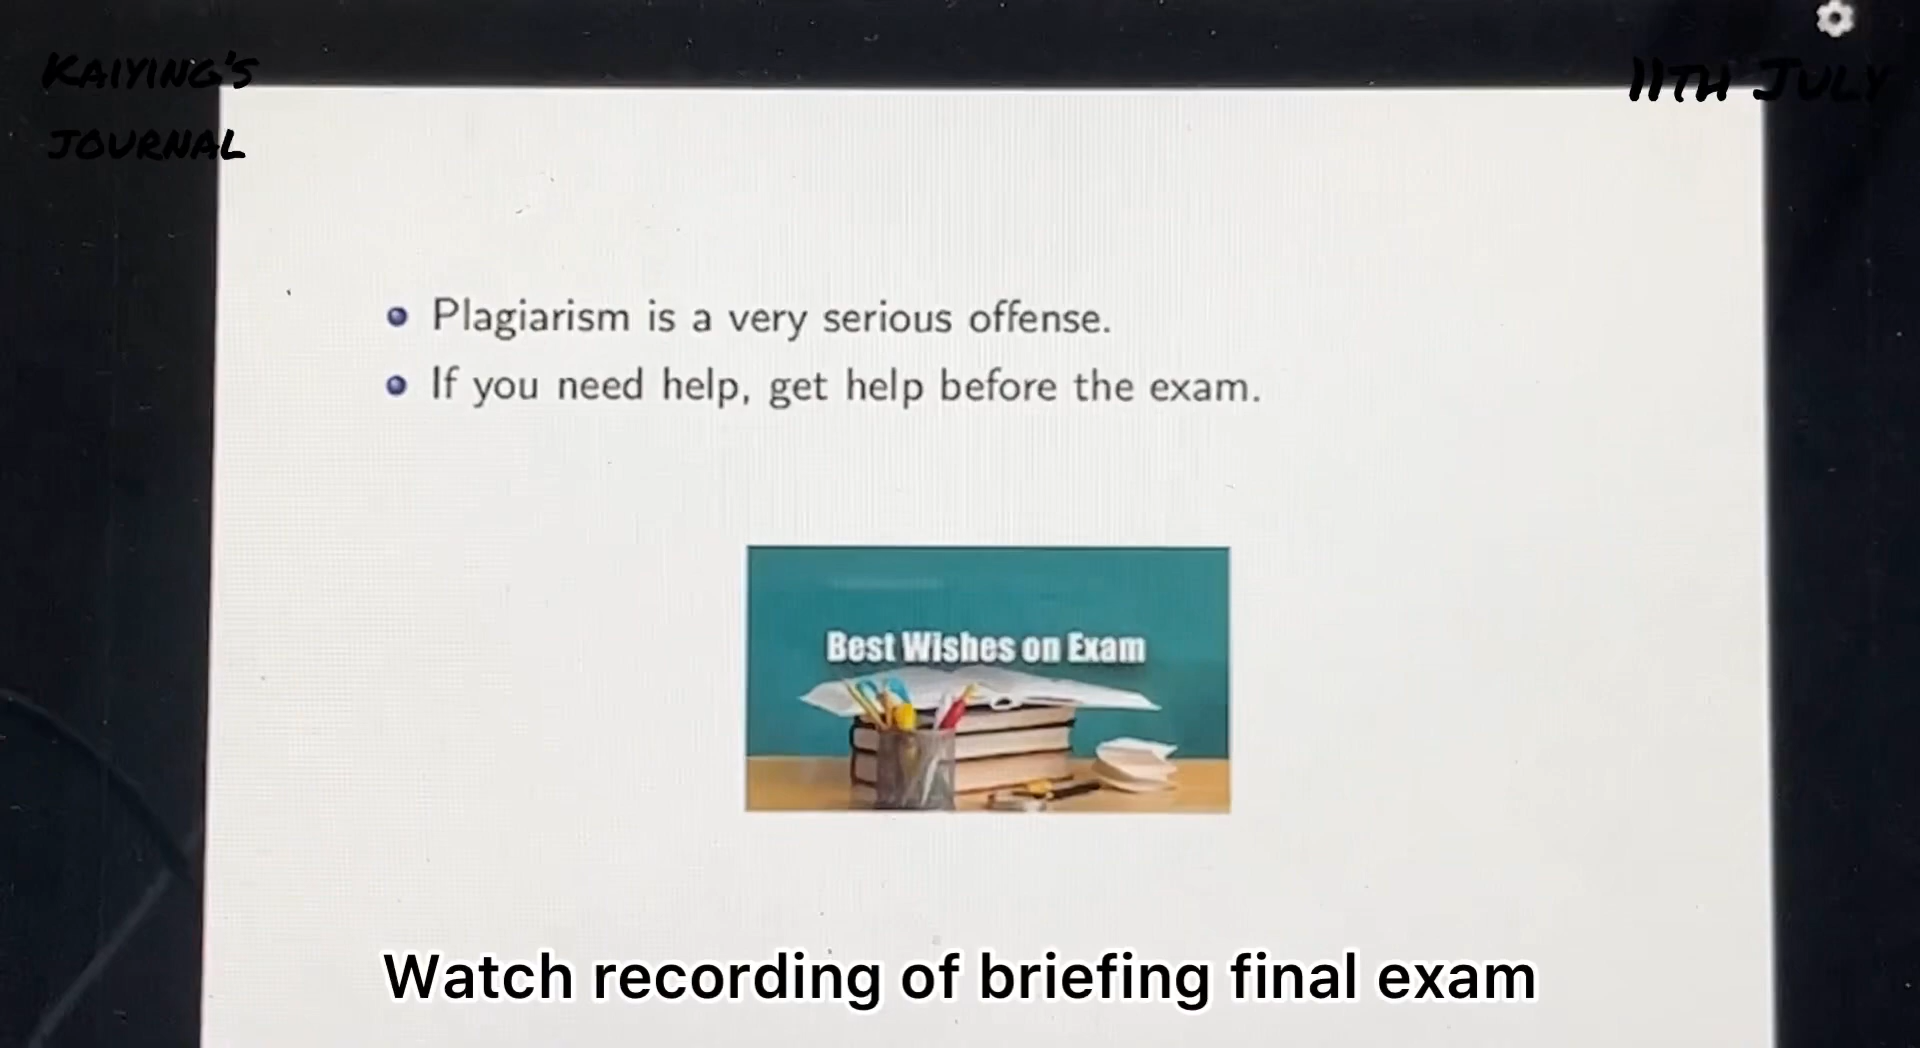 Kaiying's
journal
11th July
Plagiarism is a very serious offense.
If you need help, get help before the exam.
Best Wishes on Exam
Watch recording of briefing final exam